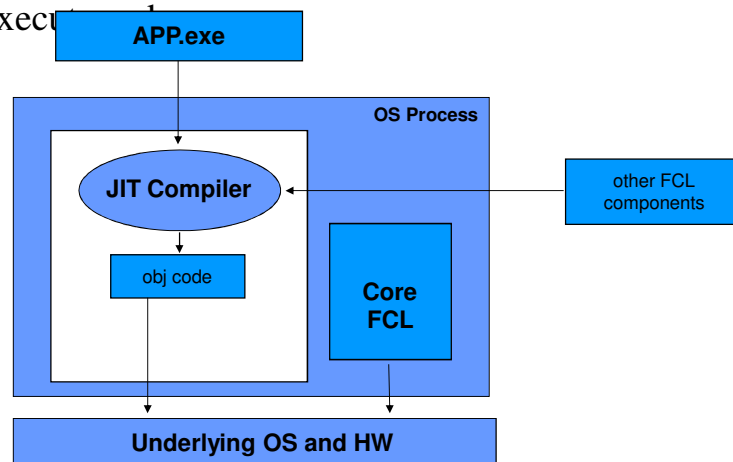 APP.exe
OS Process
JIT Compiler
other FCL
components
obj code
Core
FCL
Underlying OS and HW